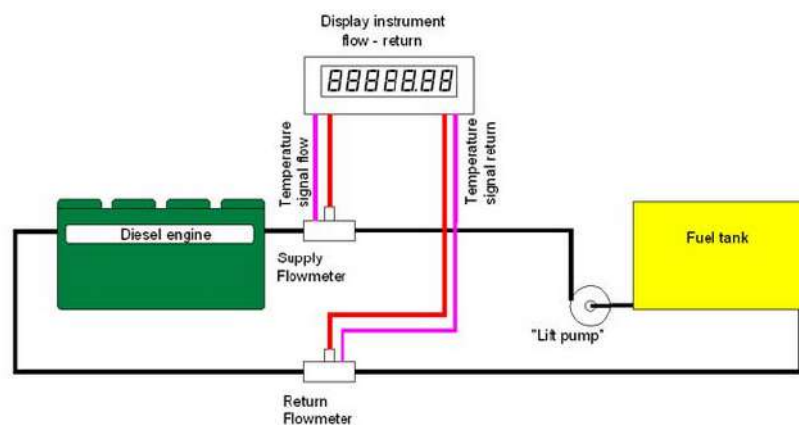 Display instrument
flow - return
88888.88
Temperature
signal flow
Temperature
signal return
Diesel engine
Fuel tank
Supply
Flowmeter
"Lift pump"
Return
Flowmeter